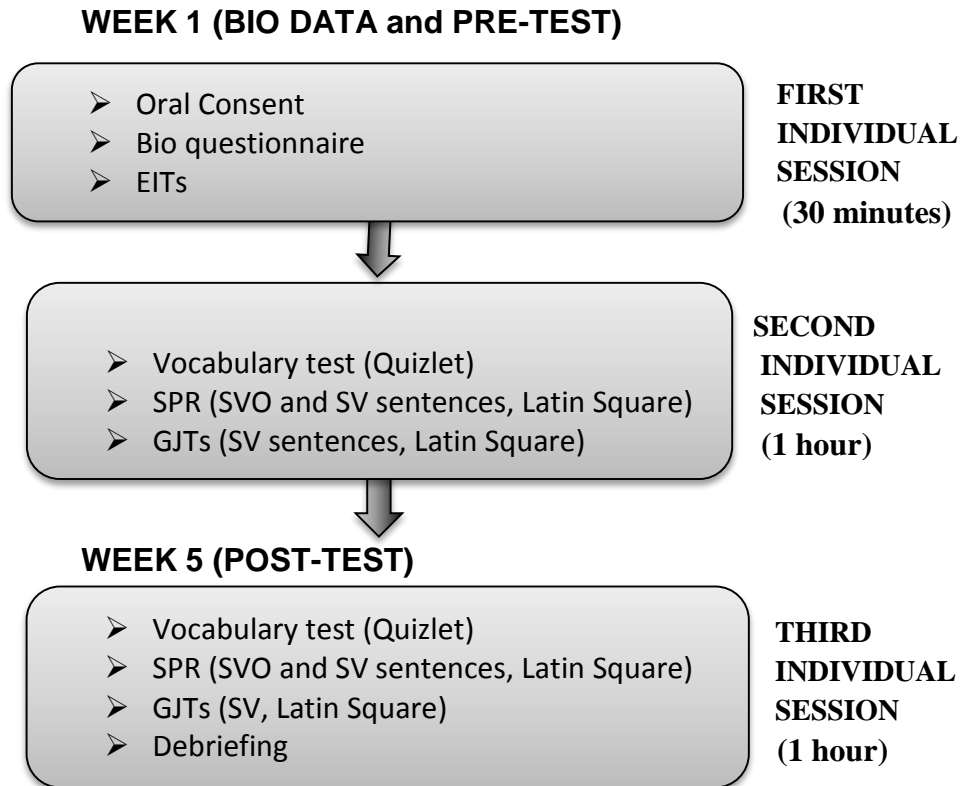 WEEK 1 (BIO DATA and PRE-TEST)
➢ Oral Consent
➢ Bio questionnaire
➢ EITs
FIRST
INDIVIDUAL
SESSION
(30 minutes)
➢ Vocabulary test (Quizlet)
➢ SPR (SVO and SV sentences, Latin Square)
➢ GJTs (SV sentences, Latin Square)
SECOND
INDIVIDUAL
SESSION
(1 hour)
WEEK 5 (POST-TEST)
➢ Vocabulary test (Quizlet)
➢ SPR (SVO and SV sentences, Latin Square)
➢ GJTs (SV, Latin Square)
➢ Debriefing
THIRD
INDIVIDUAL
SESSION
(1 hour)